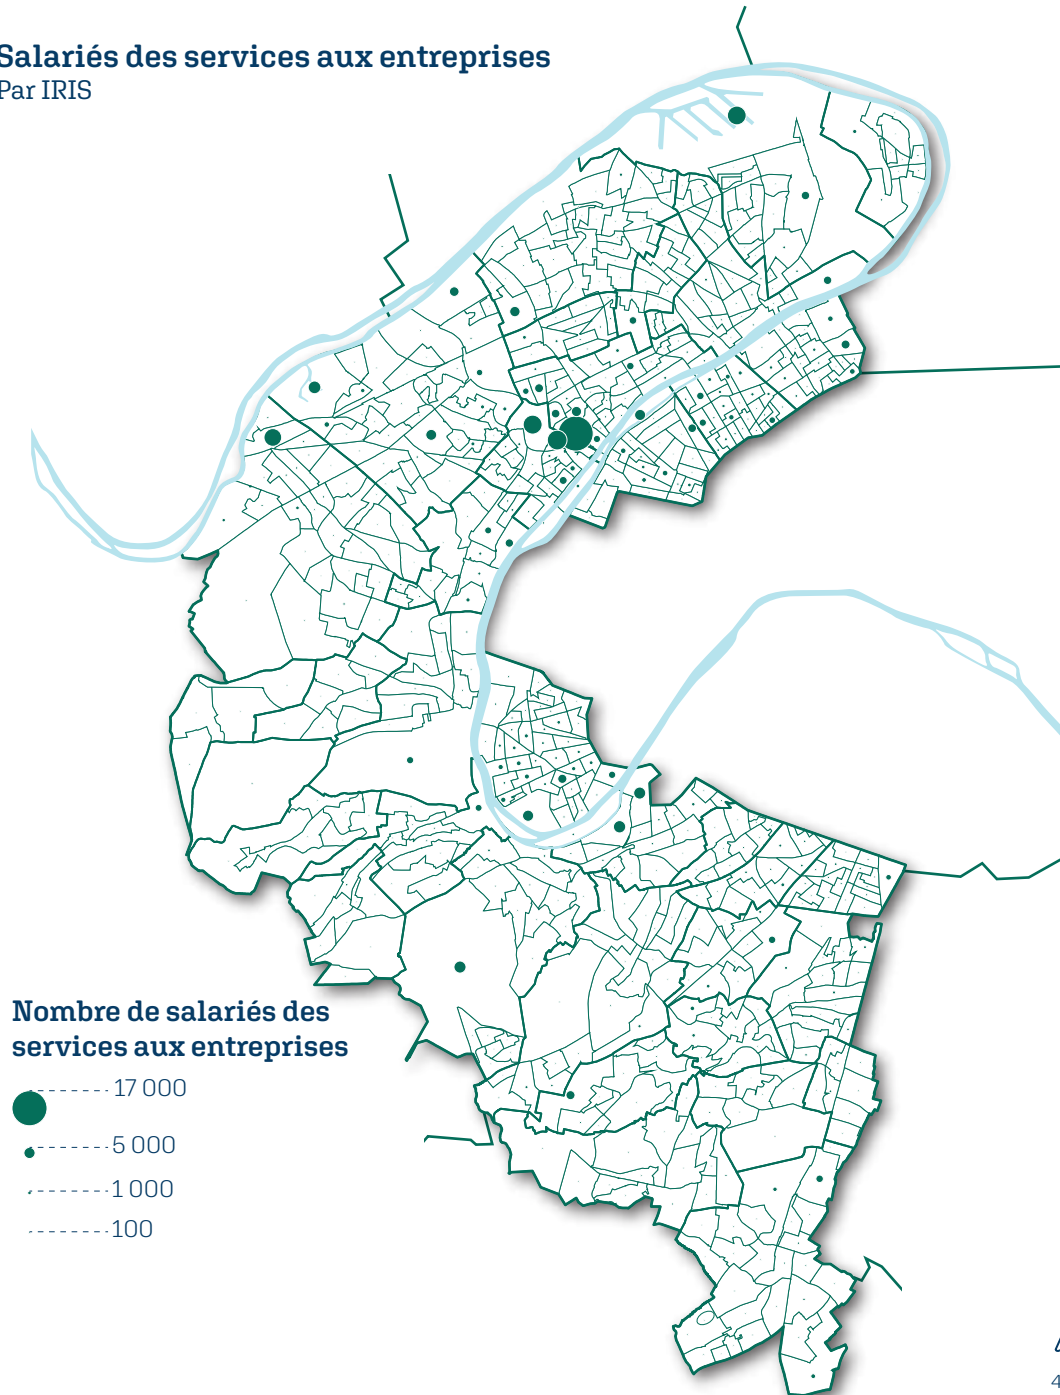 Salariés des services aux entreprises
Par IRIS
Nombre de salariés des
services aux entreprises
17 000
5 000
1 000
100
4